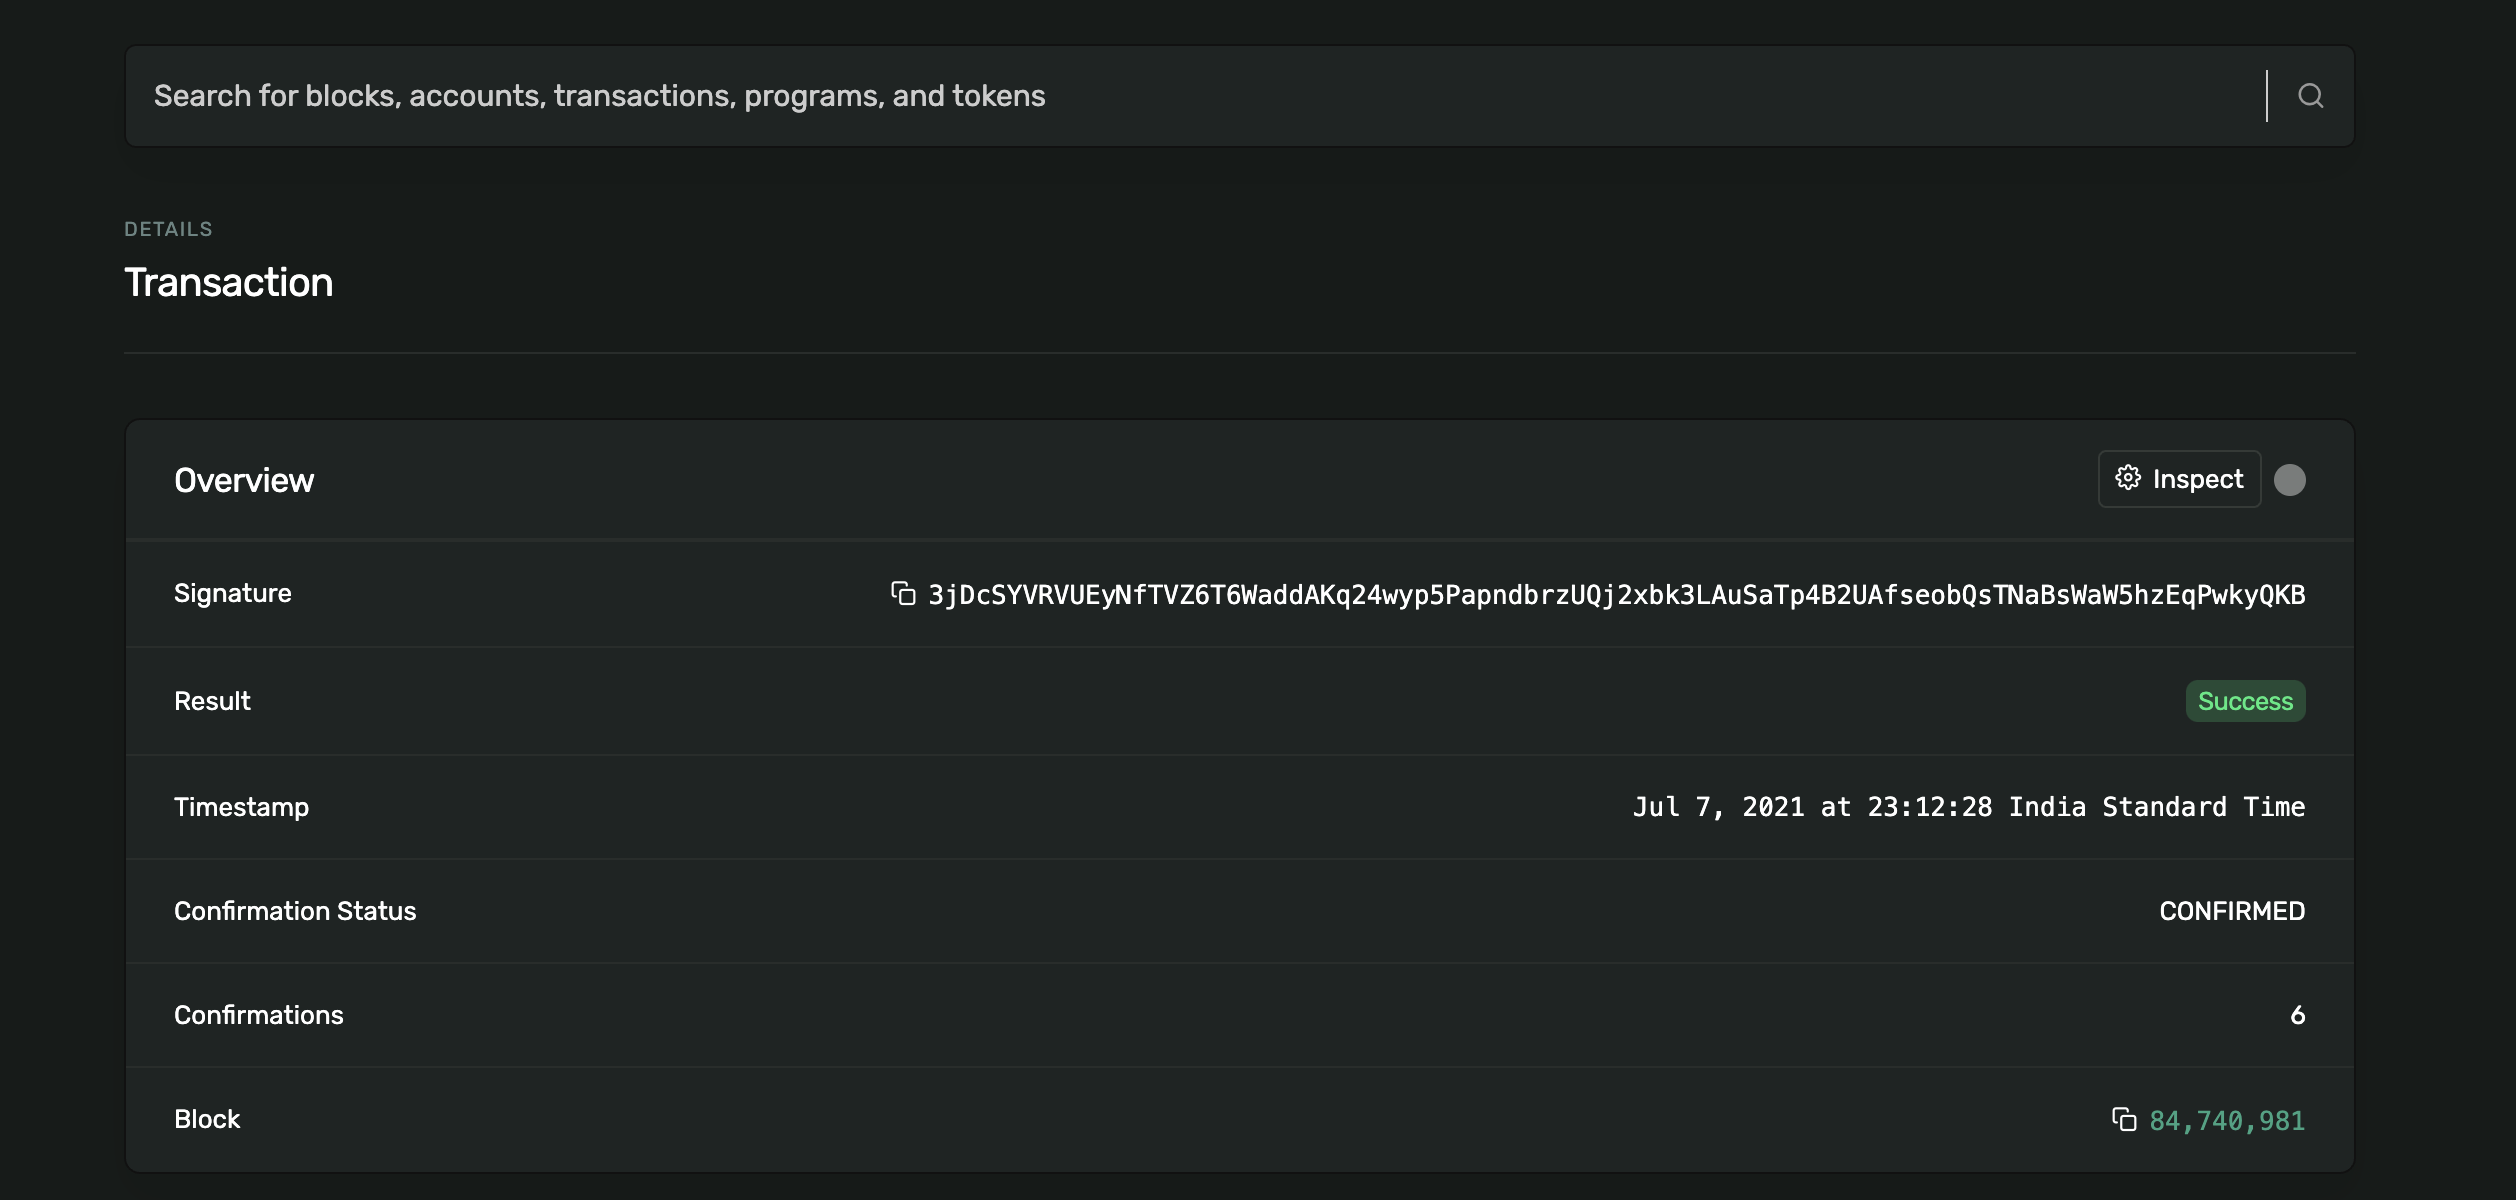 Search for blocks, accounts, transactions, programs, and tokens
DETAILS
Transaction
Overview
Inspect
Signature
3jDcSYVRVUEyNfTVZ6T6WaddAKq24wyp5PapndbrzUQj2xbk3LAuSaTp4B2UAfseobQsTNaBsWaW5hzEqPwkyQKB
Result
Success
Timestamp
Jul 7, 2021 at 23:12:28 India Standard Time
Confirmation Status
CONFIRMED
Confirmations
6
Block
84,740,981